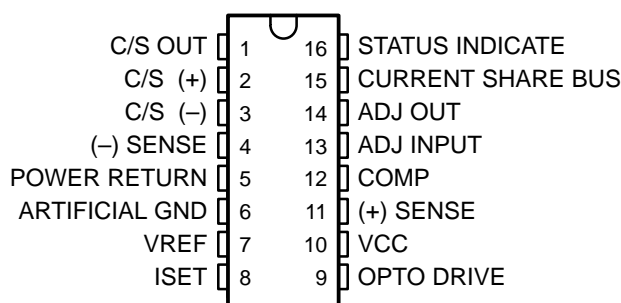 C/S OUT 1 16 STATUS INDICATE
C/S (+) 2 15 CURRENT SHARE BUS
C/S (–) 3 14 ADJ OUT
(–) SENSE 4 13 ADJ INPUT
POWER RETURN 5 12 COMP
ARTIFICIAL GND 6 11 (+) SENSE
VREF 7 10 VCC
ISET 8 9 OPTO DRIVE